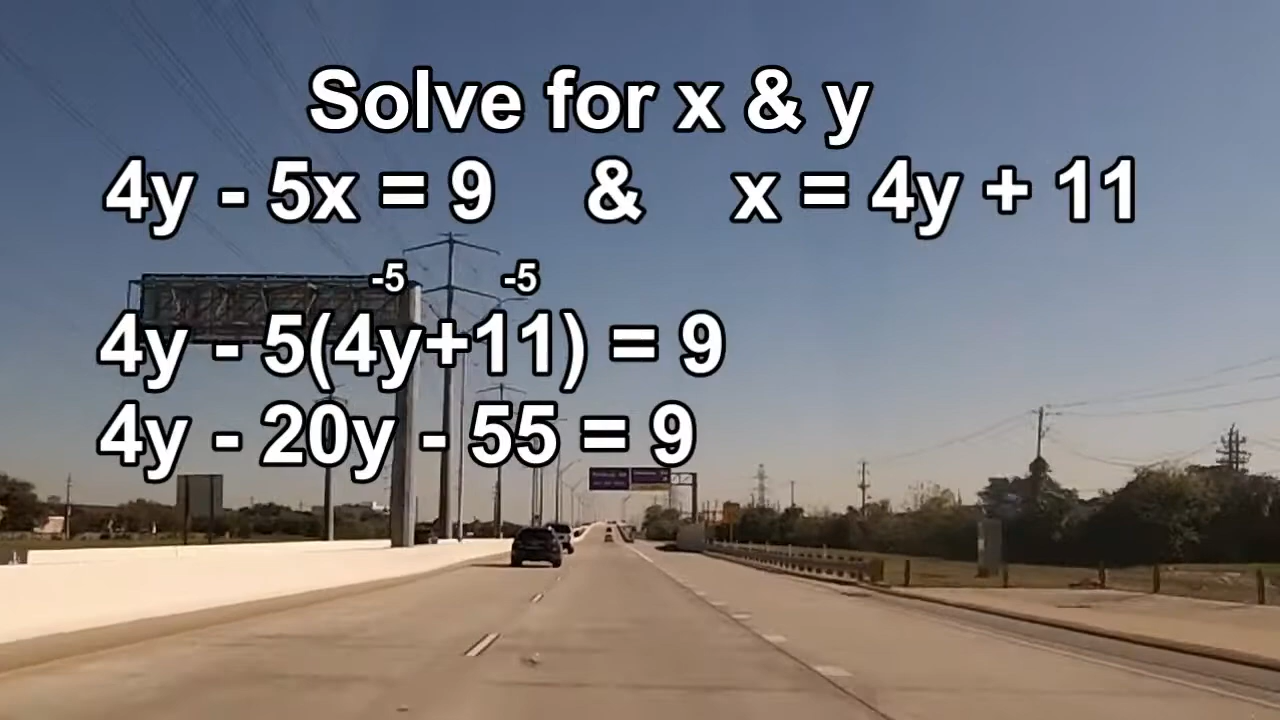 Solve for x & y
4y - 5x = 9 & x = 4y + 11
-5 -5
4y - 5(4y+11) = 9
4y - 20y - 55 = 9